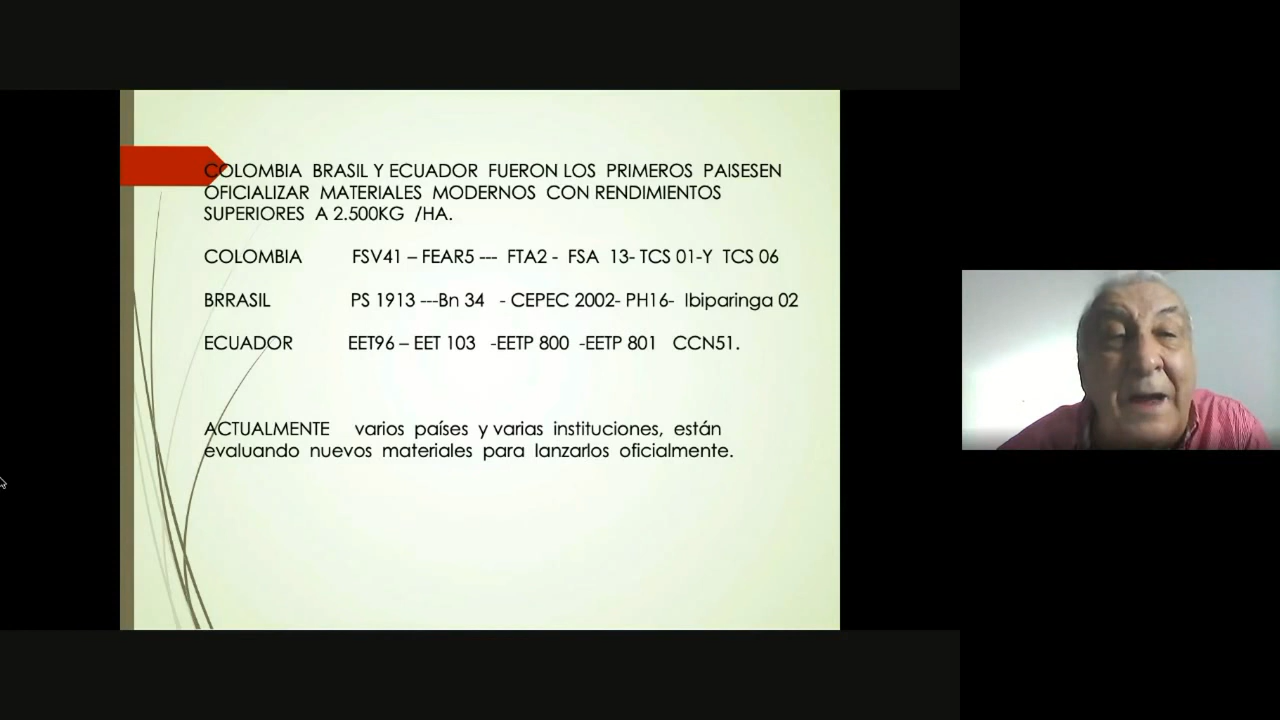 COLOMBIA BRASIL Y ECUADOR FUERON LOS PRIMEROS PAISESEN
OFICIALIZAR MATERIALES MODERNOS CON RENDIMIENTOS
SUPERIORES A 2.500KG /HA.
COLOMBIA FSV41 – FEAR5 --- FTA2 - FSA 13- TCS 01-Y TCS 06
BRRASIL PS 1913 ---Bn 34 - CEPEC 2002- PH16- Ibiparinga 02
ECUADOR EET96 – EET 103 -EETP 800 -EETP 801 CCN51.
ACTUALMENTE varios países y varias instituciones, están
evaluando nuevos materiales para lanzarlos oficialmente.